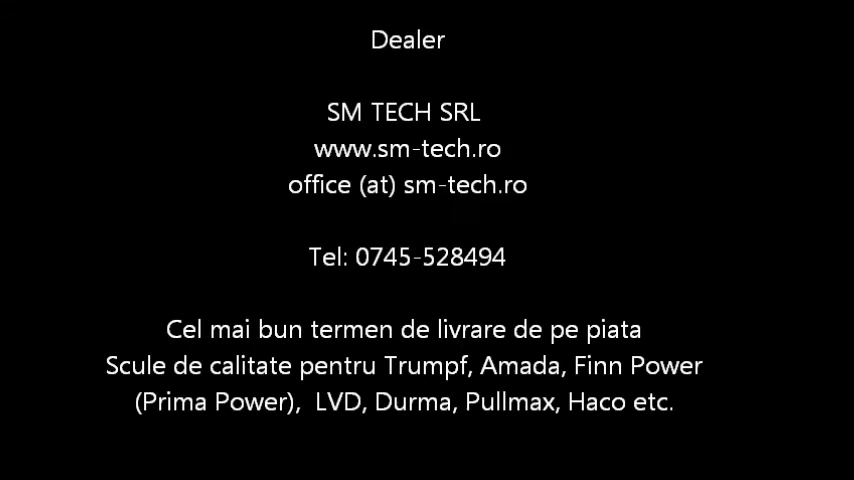 Dealer
SM TECH SRL
www.sm-tech.ro
office (at) sm-tech.ro
Tel: 0745-528494
Cel mai bun termen de livrare de pe piata
Scule de calitate pentru Trumpf, Amada, Finn Power
(Prima Power),  LVD, Durma, Pullmax, Haco etc.